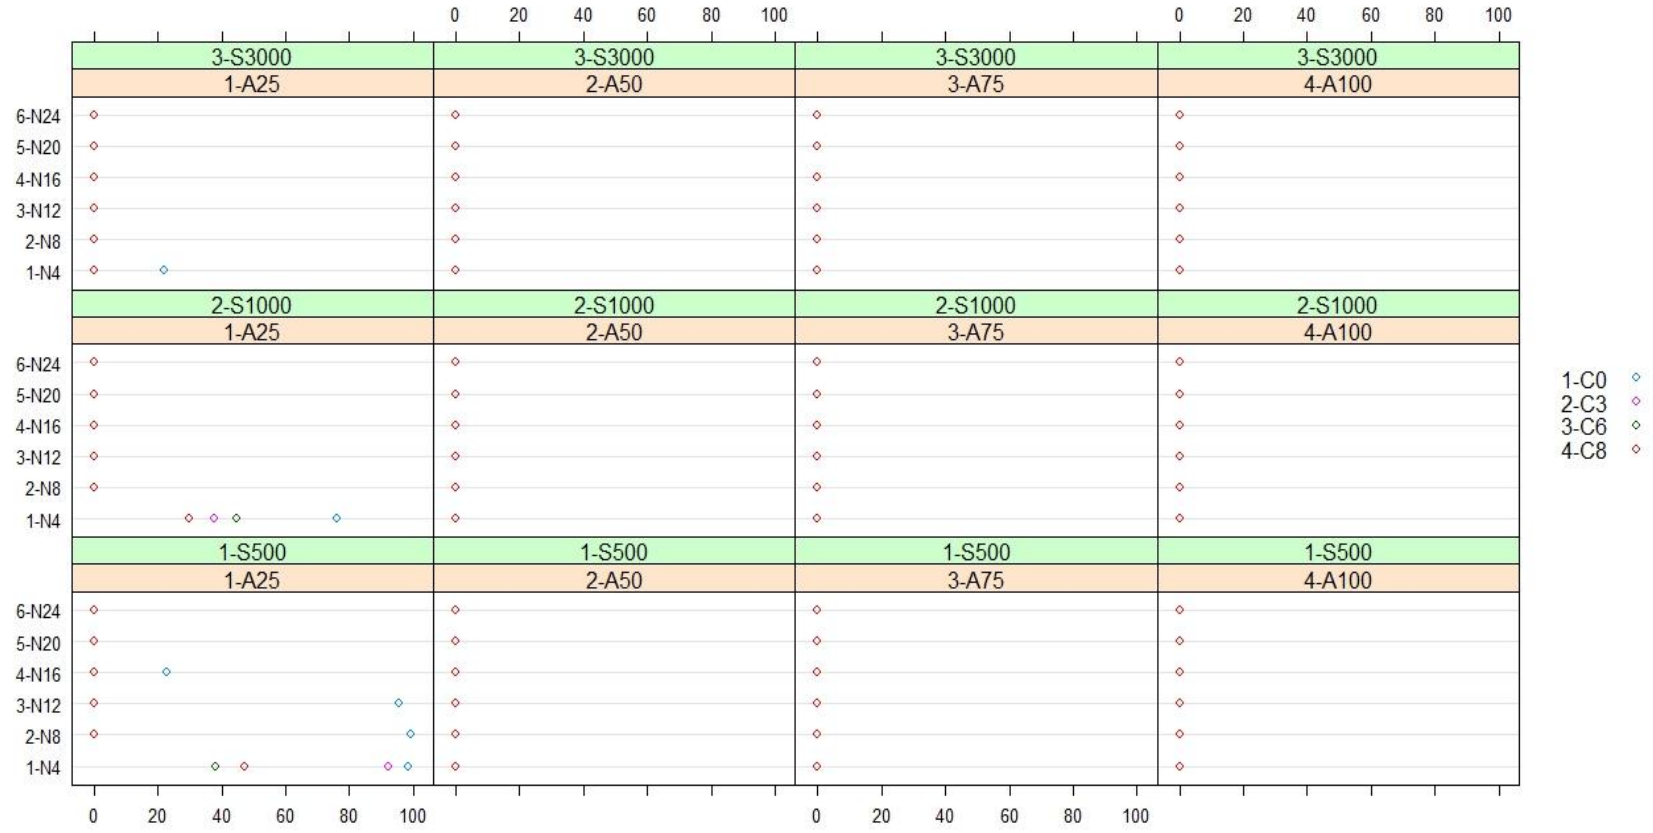 0 20 40 60 80 100 0 20 40 60 80 100
3-S3000 3-S3000 3-S3000 3-S3000
1-A25 2-A50 3-A75 4-A100
6-N24
5-N20
4-N16
3-N12
2-N8
1-N4
2-S1000 2-S1000 2-S1000 2-S1000
1-A25 2-A50 3-A75 4-A100
6-N24
5-N20
4-N16
3-N12
2-N8
1-N4
1-S500 1-S500 1-S500 1-S500
1-A25 2-A50 3-A75 4-A100
6-N24
5-N20
4-N16
3-N12
2-N8
1-N4
0 20 40 60 80 100 0 20 40 60 80 100
1-C0
2-C3
3-C6
4-C8